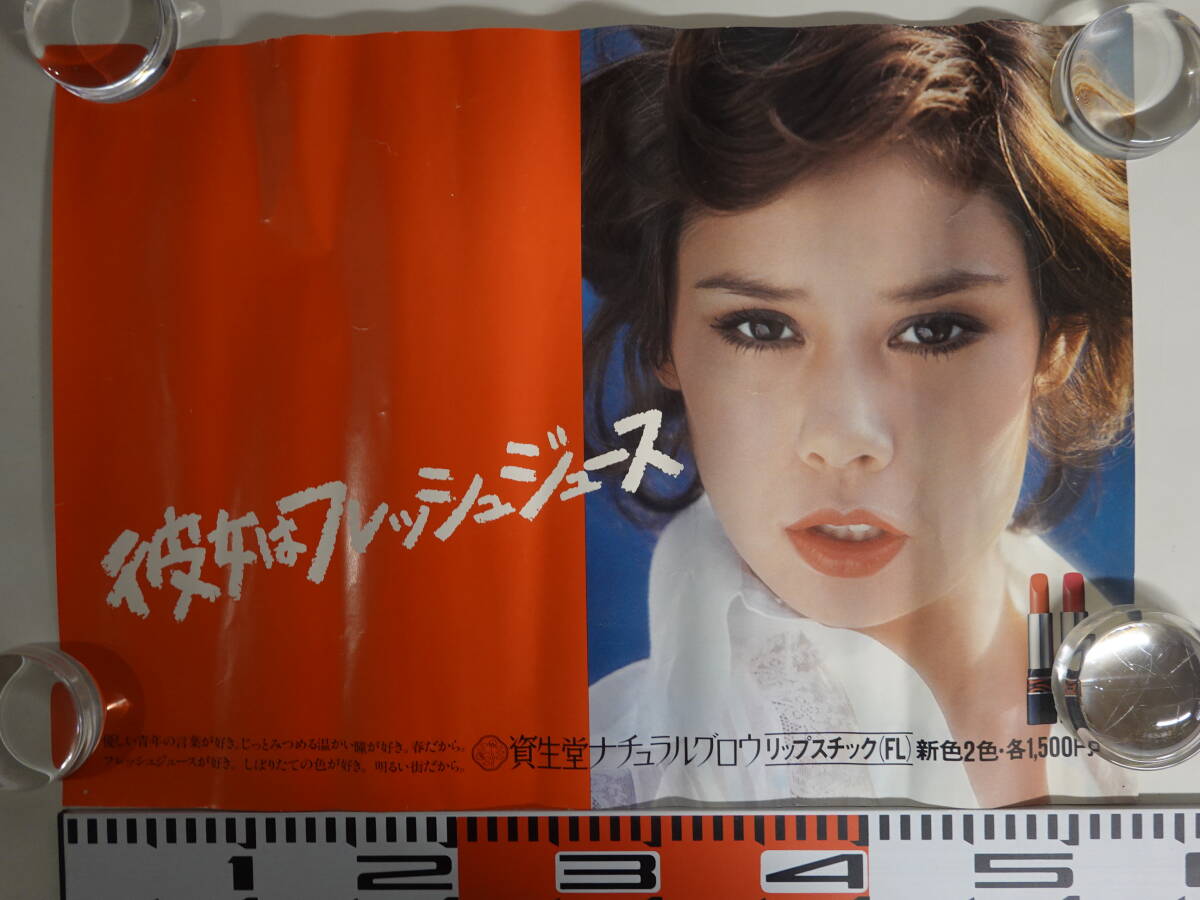 彼女はフレッシュジュース
優しい青年の言葉が好き。じっとみつめる温かい瞳が好き。春だから。
フレッシュジュースが好き。しぼりたての色が好き。明るい街だから。
資生堂ナチュラルグロウ リップスチック(FL) 新色2色・各1,500円
1 2 3 4 5